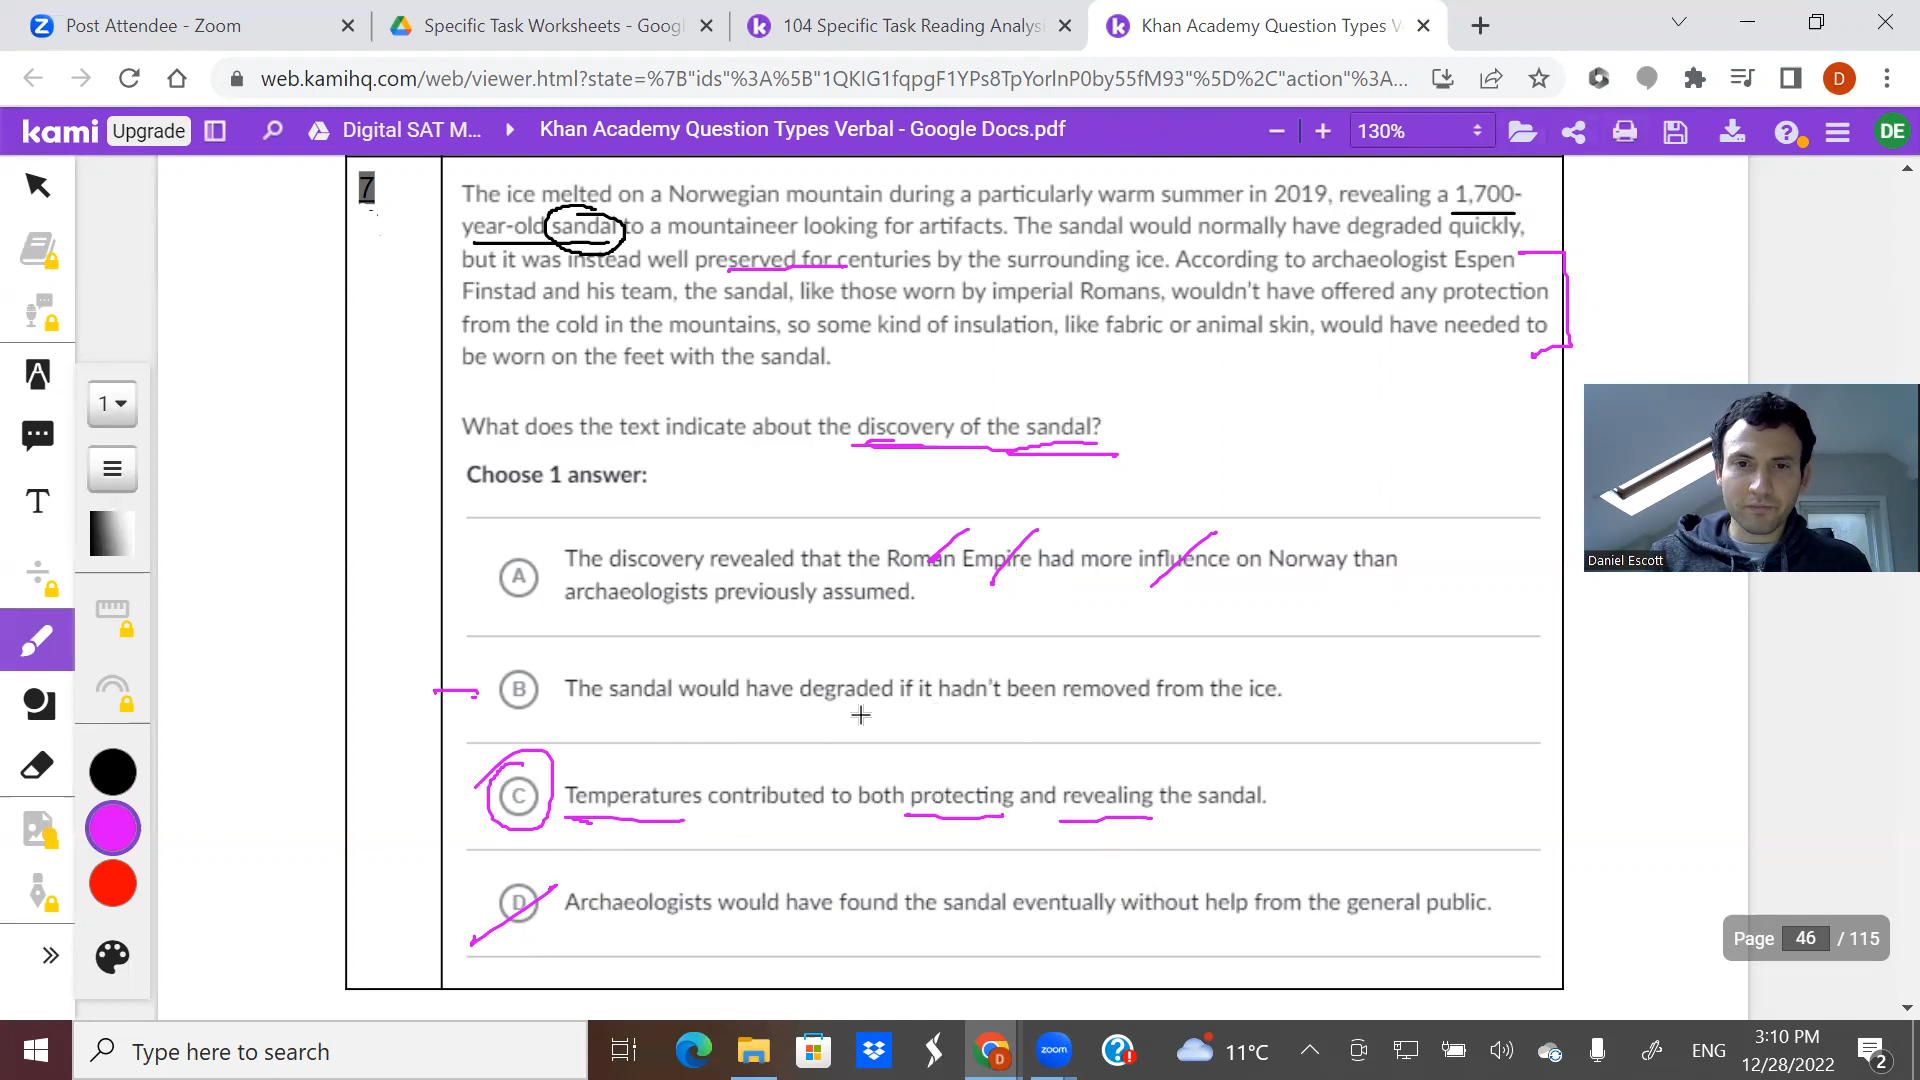 Post Attendee - Zoom
Specific Task Worksheets - Googl
104 Specific Task Reading Analysi
Khan Academy Question Types V
web.kamihq.com/web/viewer.html?state=%7B"ids"%3A%5B"1QKIG1fqpgF1YPs8TpYorlnP0by55fM93"%5D%2C"action"%3A...
D
kami Upgrade
Digital SAT M...
Khan Academy Question Types Verbal - Google Docs.pdf
130%
DE
7
The ice melted on a Norwegian mountain during a particularly warm summer in 2019, revealing a 1,700-
year-old sandal to a mountaineer looking for artifacts. The sandal would normally have degraded quickly,
but it was instead well preserved for centuries by the surrounding ice. According to archaeologist Espen
Finstad and his team, the sandal, like those worn by imperial Romans, wouldn't have offered any protection
from the cold in the mountains, so some kind of insulation, like fabric or animal skin, would have needed to
be worn on the feet with the sandal.
1
What does the text indicate about the discovery of the sandal?
Choose 1 answer:
A The discovery revealed that the Roman Empire had more influence on Norway than
archaeologists previously assumed.
Daniel Escott
B The sandal would have degraded if it hadn't been removed from the ice.
C Temperatures contributed to both protecting and revealing the sandal.
D Archaeologists would have found the sandal eventually without help from the general public.
Page 46 / 115
Type here to search
zoom
D
11°C
ENG
3:10 PM
12/28/2022
2